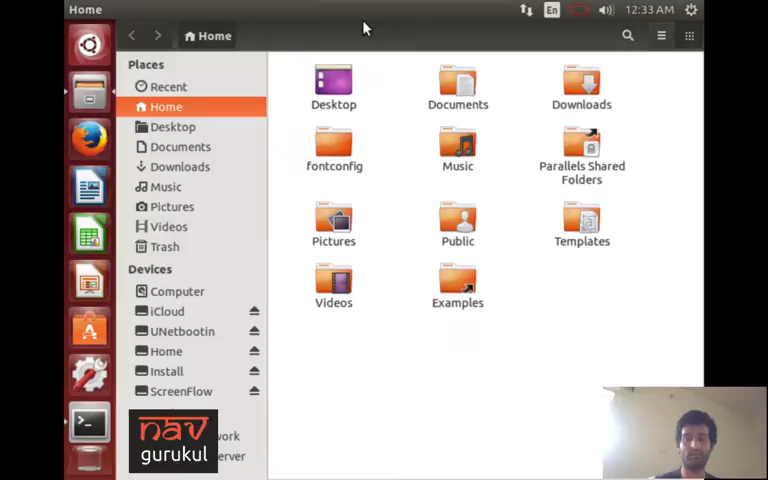 Home
En
12:33 AM
Home
Places
Recent
Home
Desktop
Documents
Downloads
Music
Pictures
Videos
Trash
Devices
Computer
iCloud
UNetbootin
Home
Install
ScreenFlow
Desktop
Documents
Downloads
fontconfig
Music
Parallels Shared
Folders
Pictures
Public
Templates
Videos
Examples
nav
gurukul